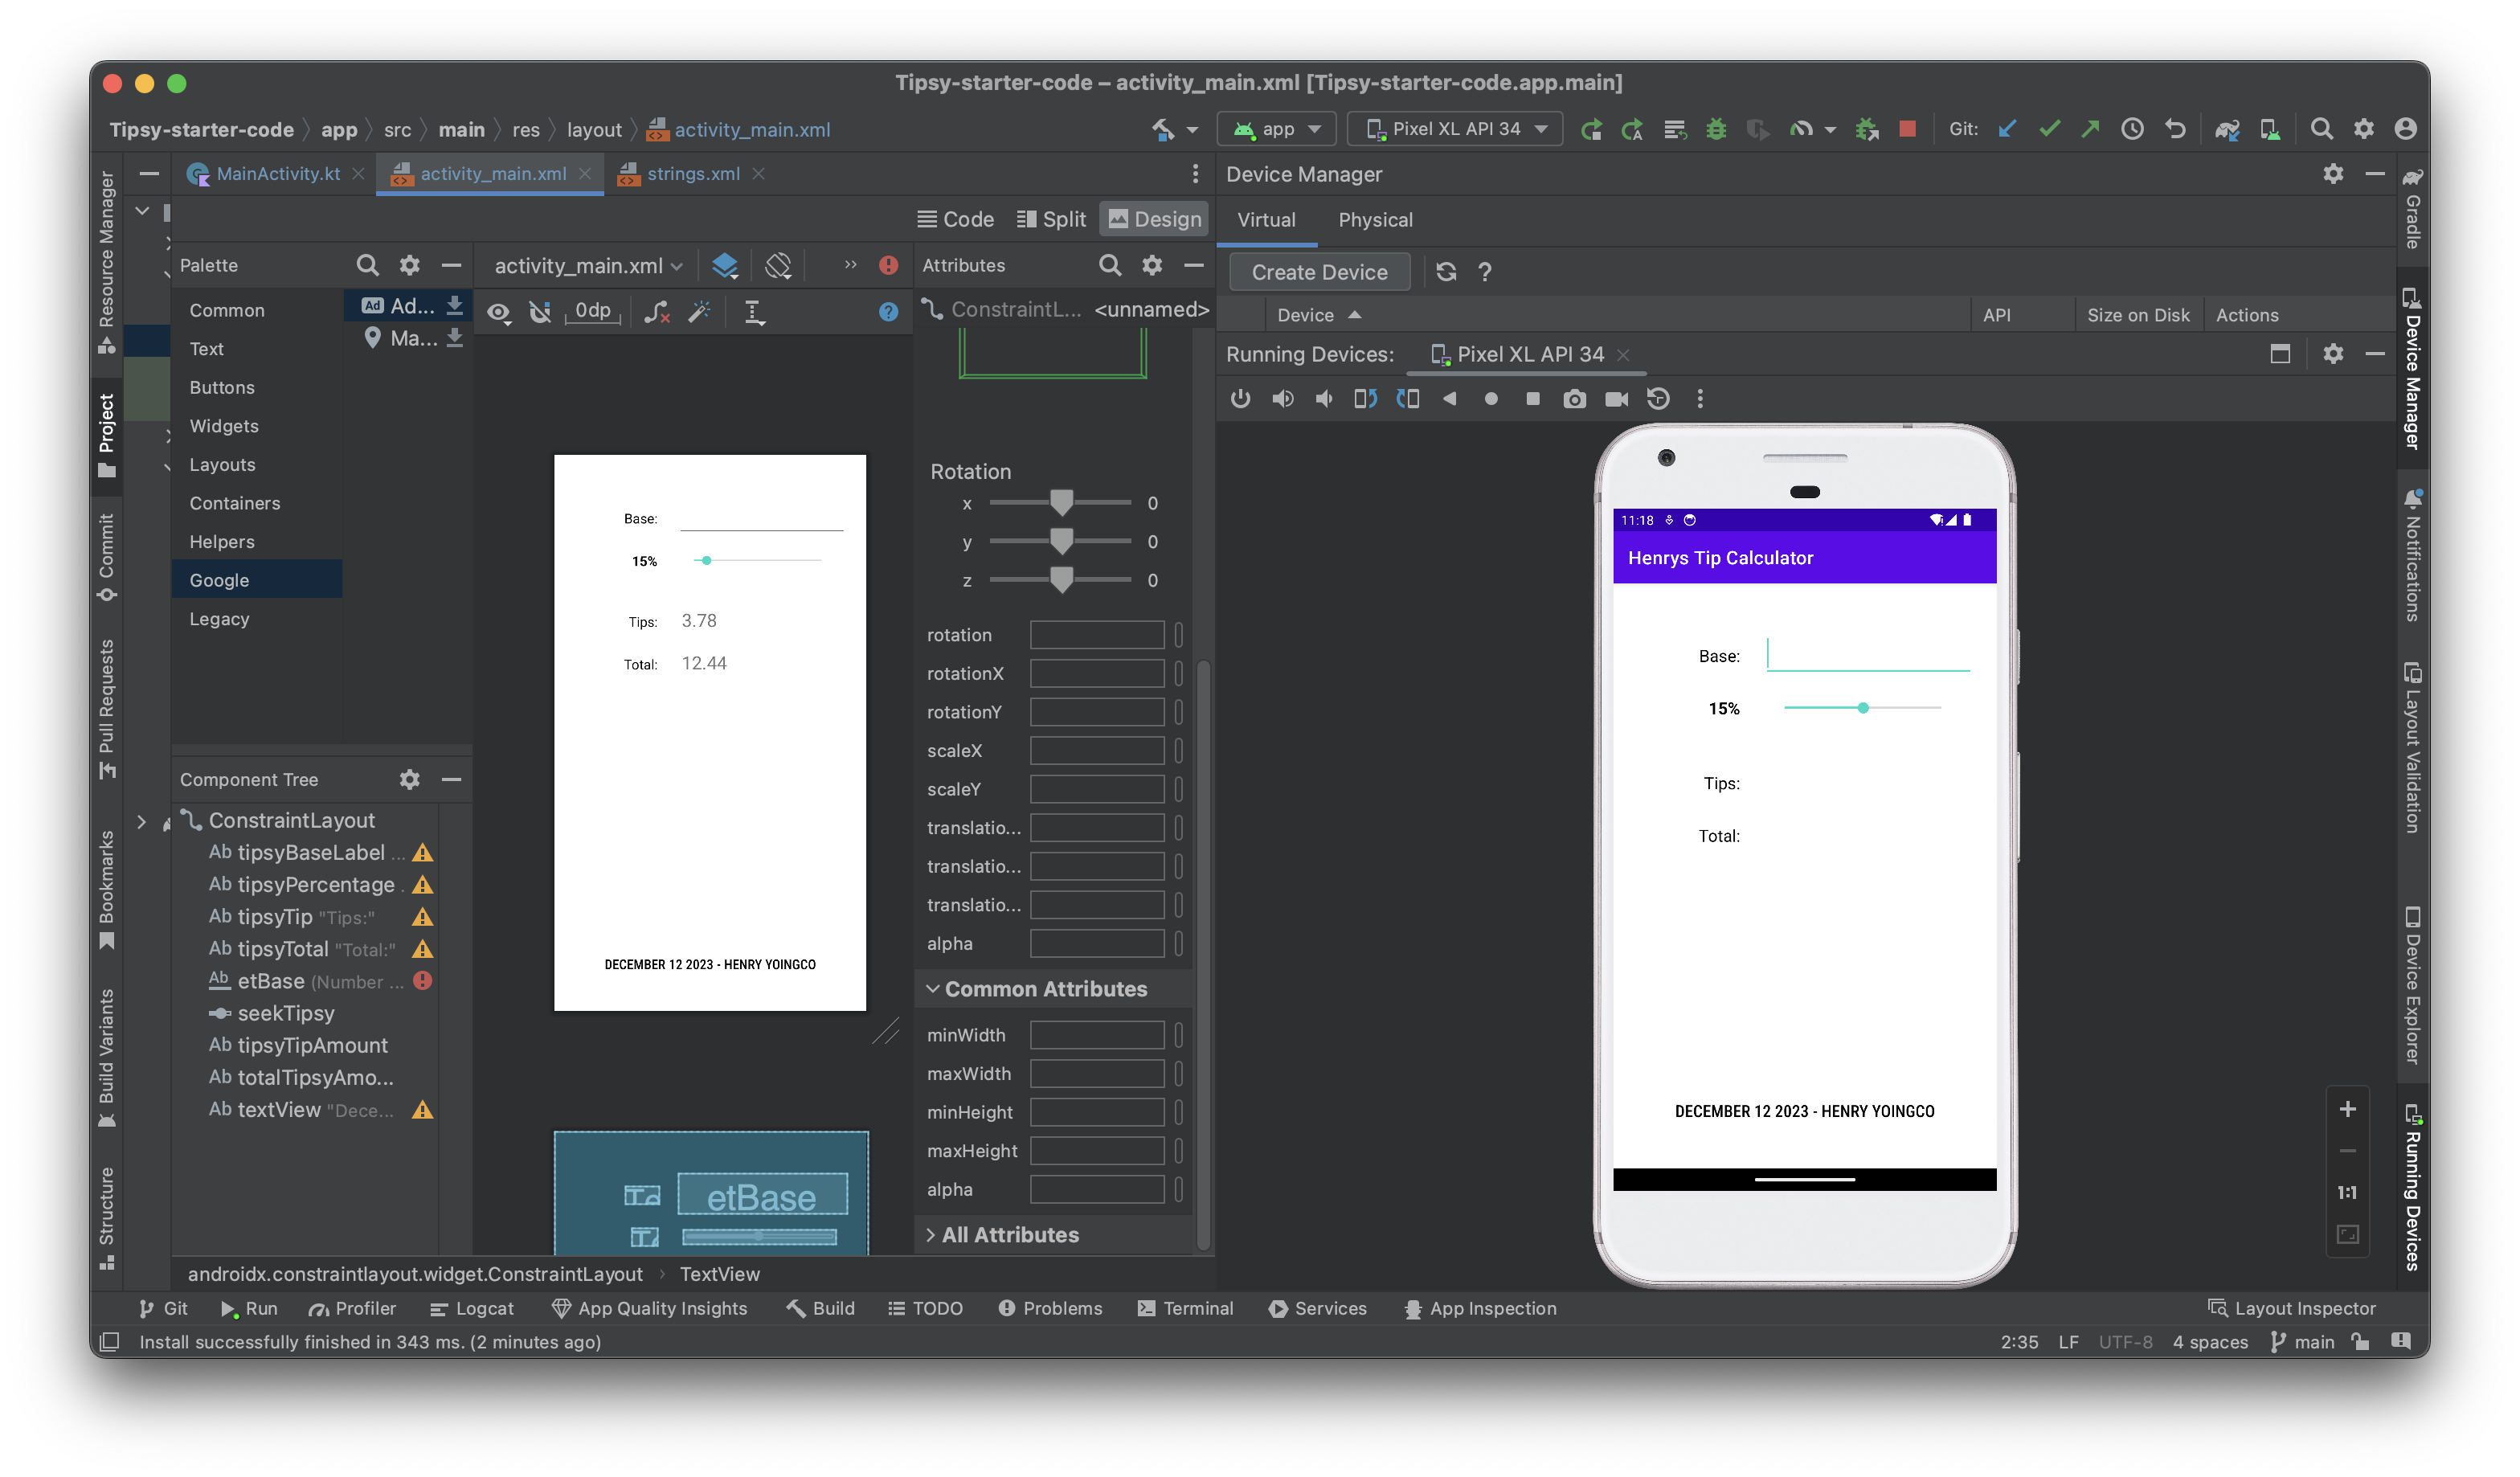 Tipsy-starter-code – activity_main.xml [Tipsy-starter-code.app.main]
Tipsy-starter-code app src main res layout activity_main.xml
app
Pixel XL API 34
Git:
MainActivity.kt
activity_main.xml
strings.xml
Code
Split
Design
Palette
Common
Text
Buttons
Widgets
Layouts
Containers
Helpers
Google
Legacy
Ad Ad...
Ma...
activity_main.xml
0dp
Attributes
ConstraintL... <unnamed>
Rotation
x 0
y 0
z 0
rotation
rotationX
rotationY
scaleX
scaleY
translatio...
translatio...
translatio...
alpha
Common Attributes
minWidth
maxWidth
minHeight
maxHeight
alpha
All Attributes
Base:
15%
Tips: 3.78
Total: 12.44
DECEMBER 12 2023 - HENRY YOINGCO
etBase
Component Tree
ConstraintLayout
Ab tipsyBaseLabel ...
Ab tipsyPercentage .
Ab tipsyTip "Tips:"
Ab tipsyTotal "Total:"
Ab etBase (Number ...
seekTipsy
Ab tipsyTipAmount
Ab totalTipsyAmo...
Ab textView "Dece...
androidx.constraintlayout.widget.ConstraintLayout TextView
Device Manager
Virtual
Physical
Create Device
?
Device
API
Size on Disk
Actions
Running Devices: Pixel XL API 34
11:18
Henrys Tip Calculator
Base:
15%
Tips:
Total:
DECEMBER 12 2023 - HENRY YOINGCO
1:1
Resource Manager
Project
Commit
Pull Requests
Bookmarks
Build Variants
Structure
Gradle
Device Manager
Notifications
Layout Validation
Device Explorer
Running Devices
Git
Run
Profiler
Logcat
App Quality Insights
Build
TODO
Problems
Terminal
Services
App Inspection
Layout Inspector
Install successfully finished in 343 ms. (2 minutes ago)
2:35 LF UTF-8 4 spaces main